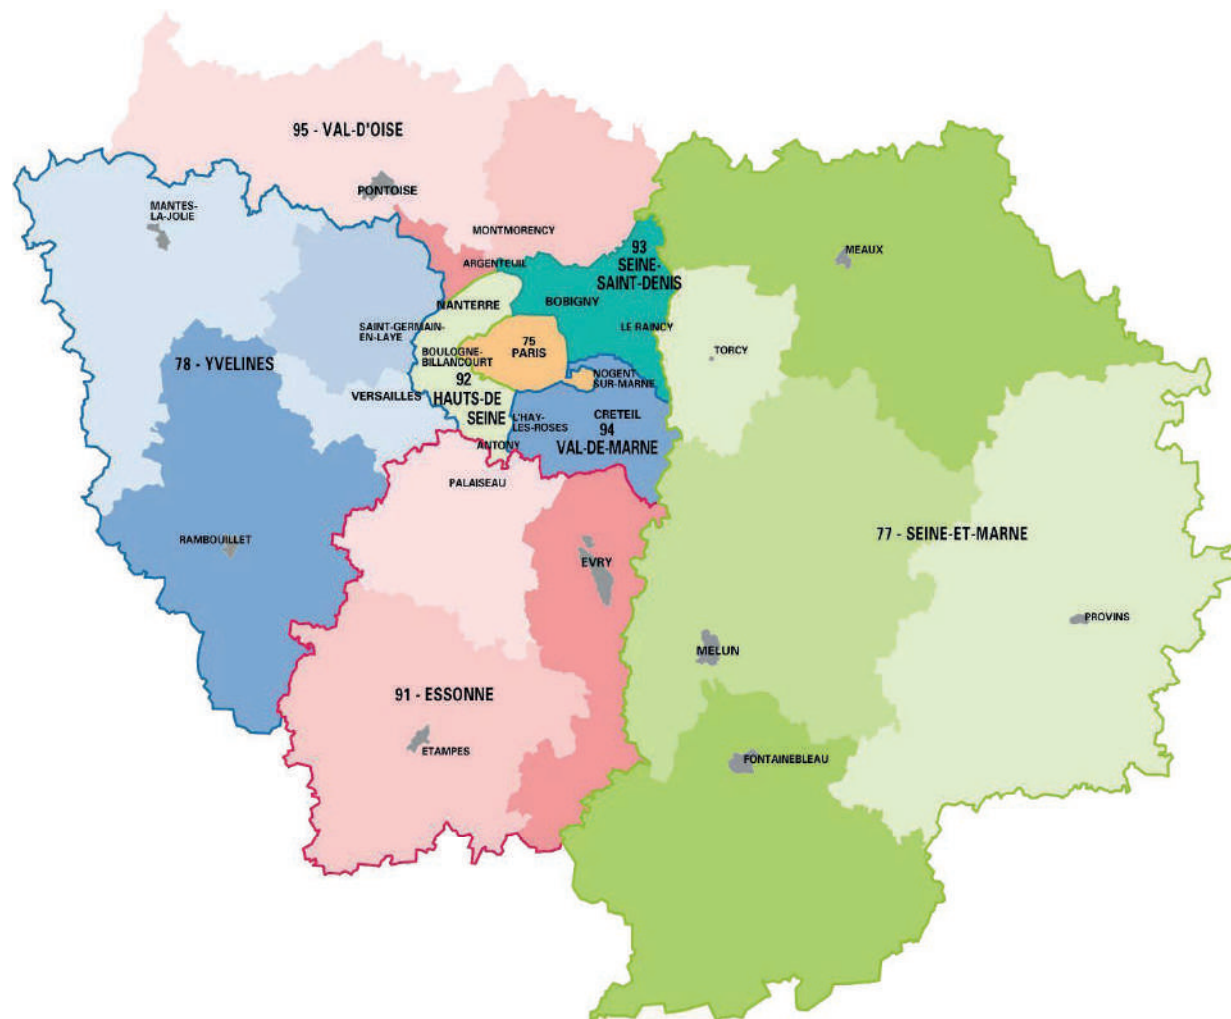 95 - VAL-D'OISE
PONTOISE
MANTES-
LA-JOLIE
MONTMORENCY
ARGENTEUIL
93
SEINE-
SAINT-DENIS
MEAUX
NANTERRE
BOBIGNY
SAINT-GERMAIN-
EN-LAYE
LE RAINCY
75
PARIS
TORCY
BOULOGNE-
BILLANCOURT
78 - YVELINES
NOGENT
SUR-MARNE
92
HAUTS-DE
SEINE
VERSAILLES
L'HAY-
LES-ROSES
CRETEIL
94
VAL-DE-MARNE
ANTONY
PALAISEAU
RAMBOUILLET
77 - SEINE-ET-MARNE
EVRY
PROVINS
MELUN
91 - ESSONNE
ETAMPES
FONTAINEBLEAU